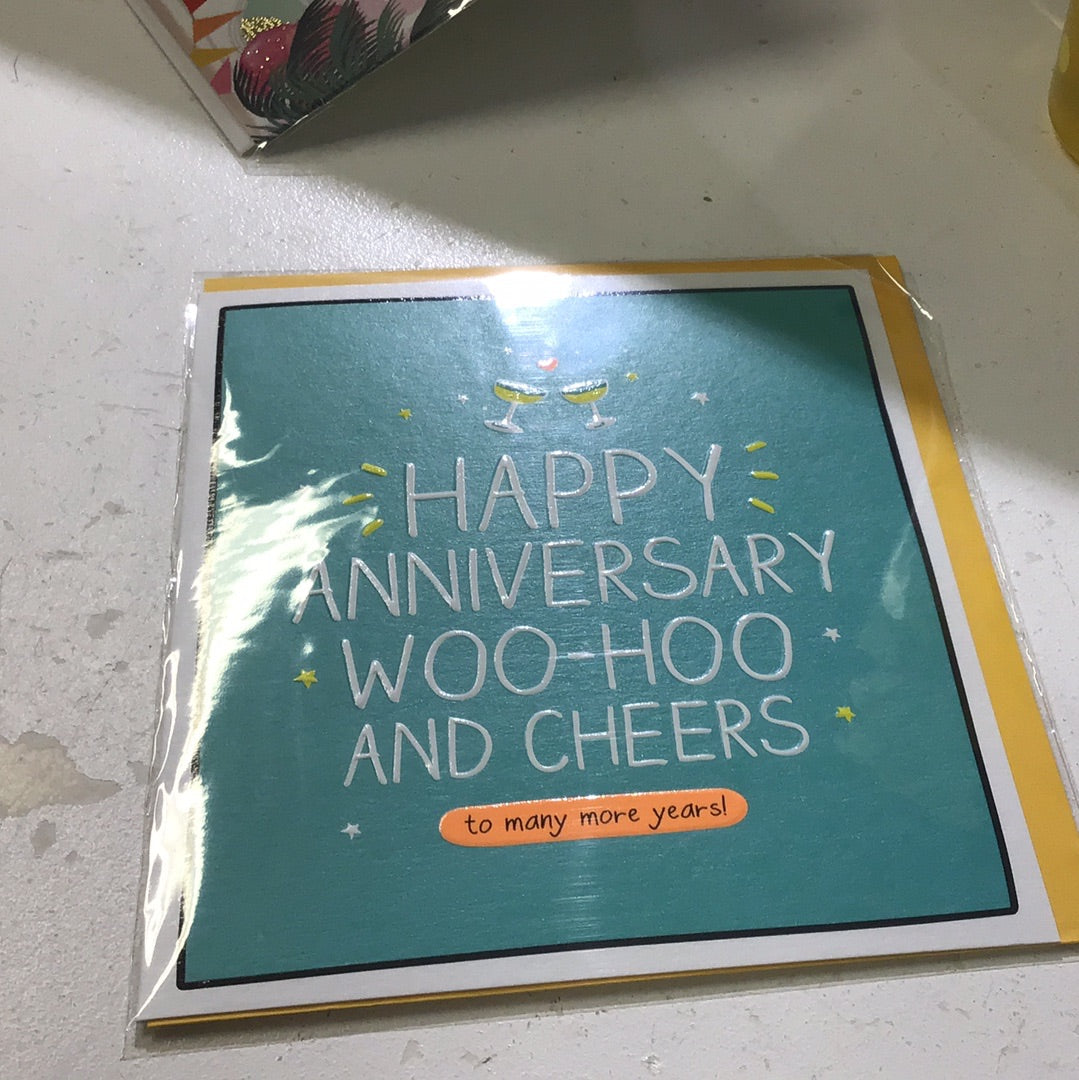 HAPPY
ANNIVERSARY
WOO-HOO
AND CHEERS
to many more years!